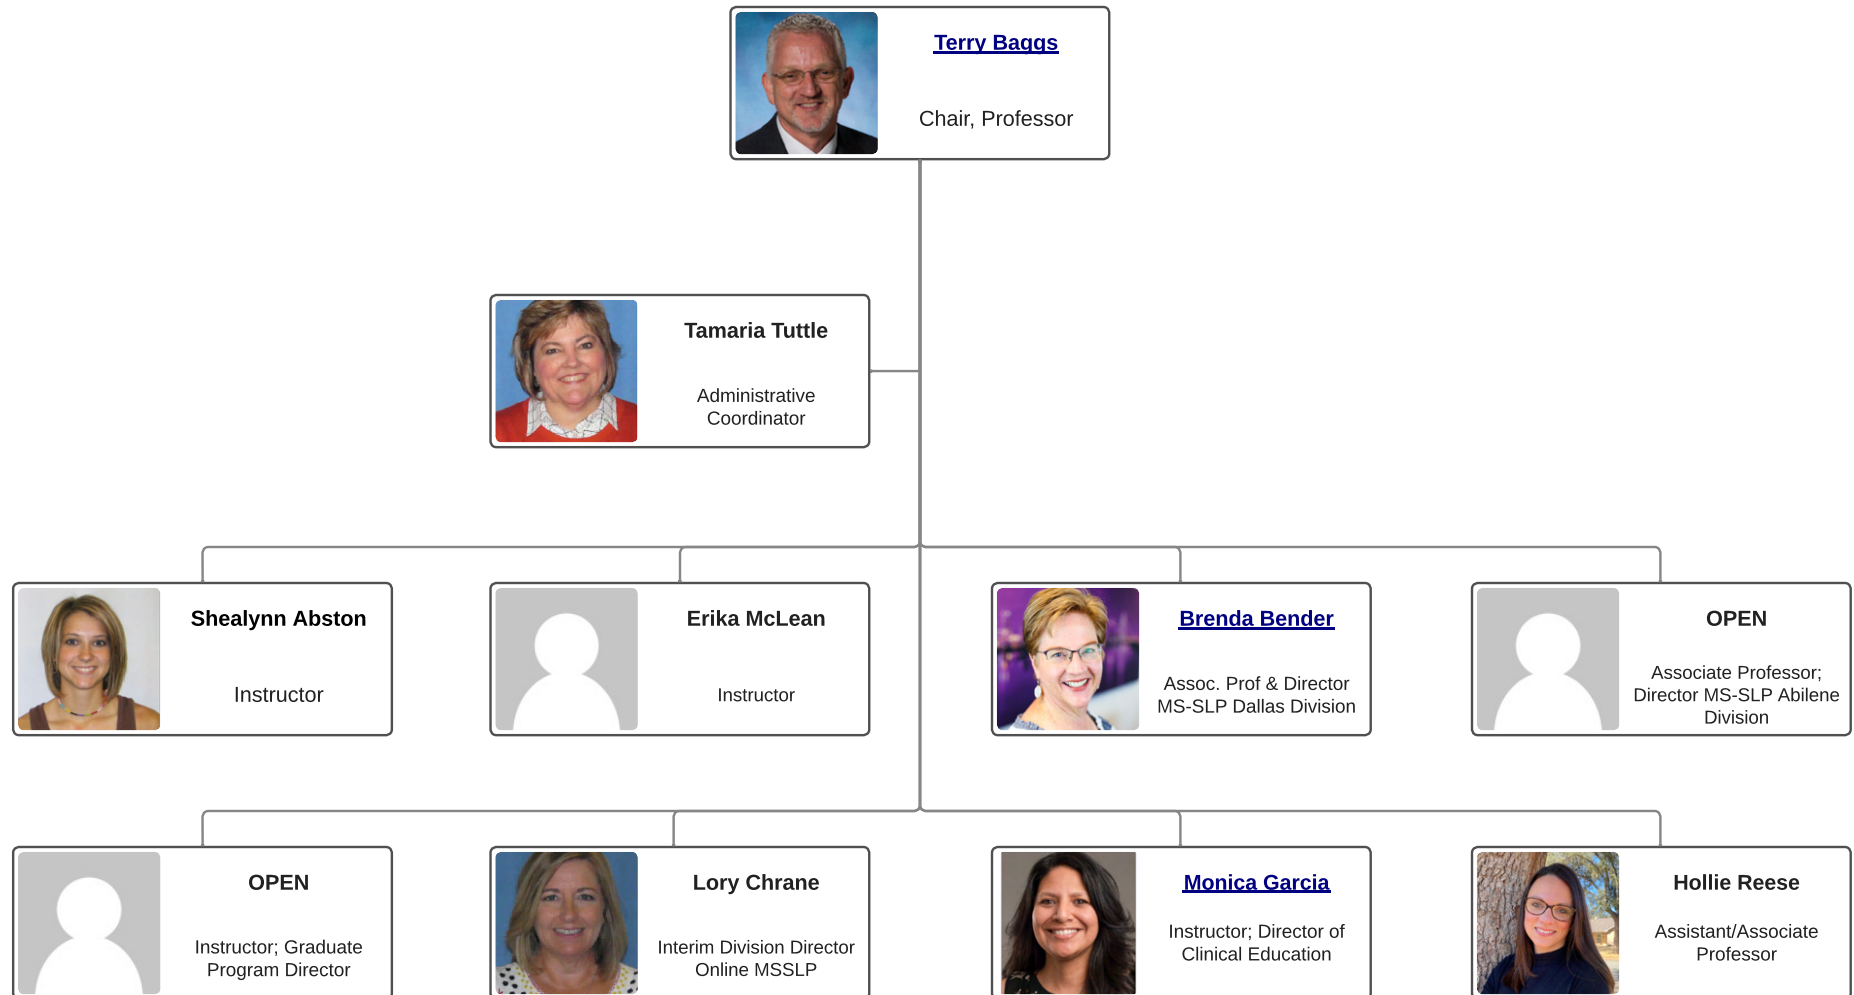 Terry Baggs
Chair, Professor
Tamaria Tuttle
Administrative
Coordinator
Shealynn Abston
Instructor
Erika McLean
Instructor
Brenda Bender
Assoc. Prof & Director
MS-SLP Dallas Division
OPEN
Associate Professor;
Director MS-SLP Abilene
Division
OPEN
Instructor; Graduate
Program Director
Lory Chrane
Interim Division Director
Online MSSLP
Monica Garcia
Instructor; Director of
Clinical Education
Hollie Reese
Assistant/Associate
Professor